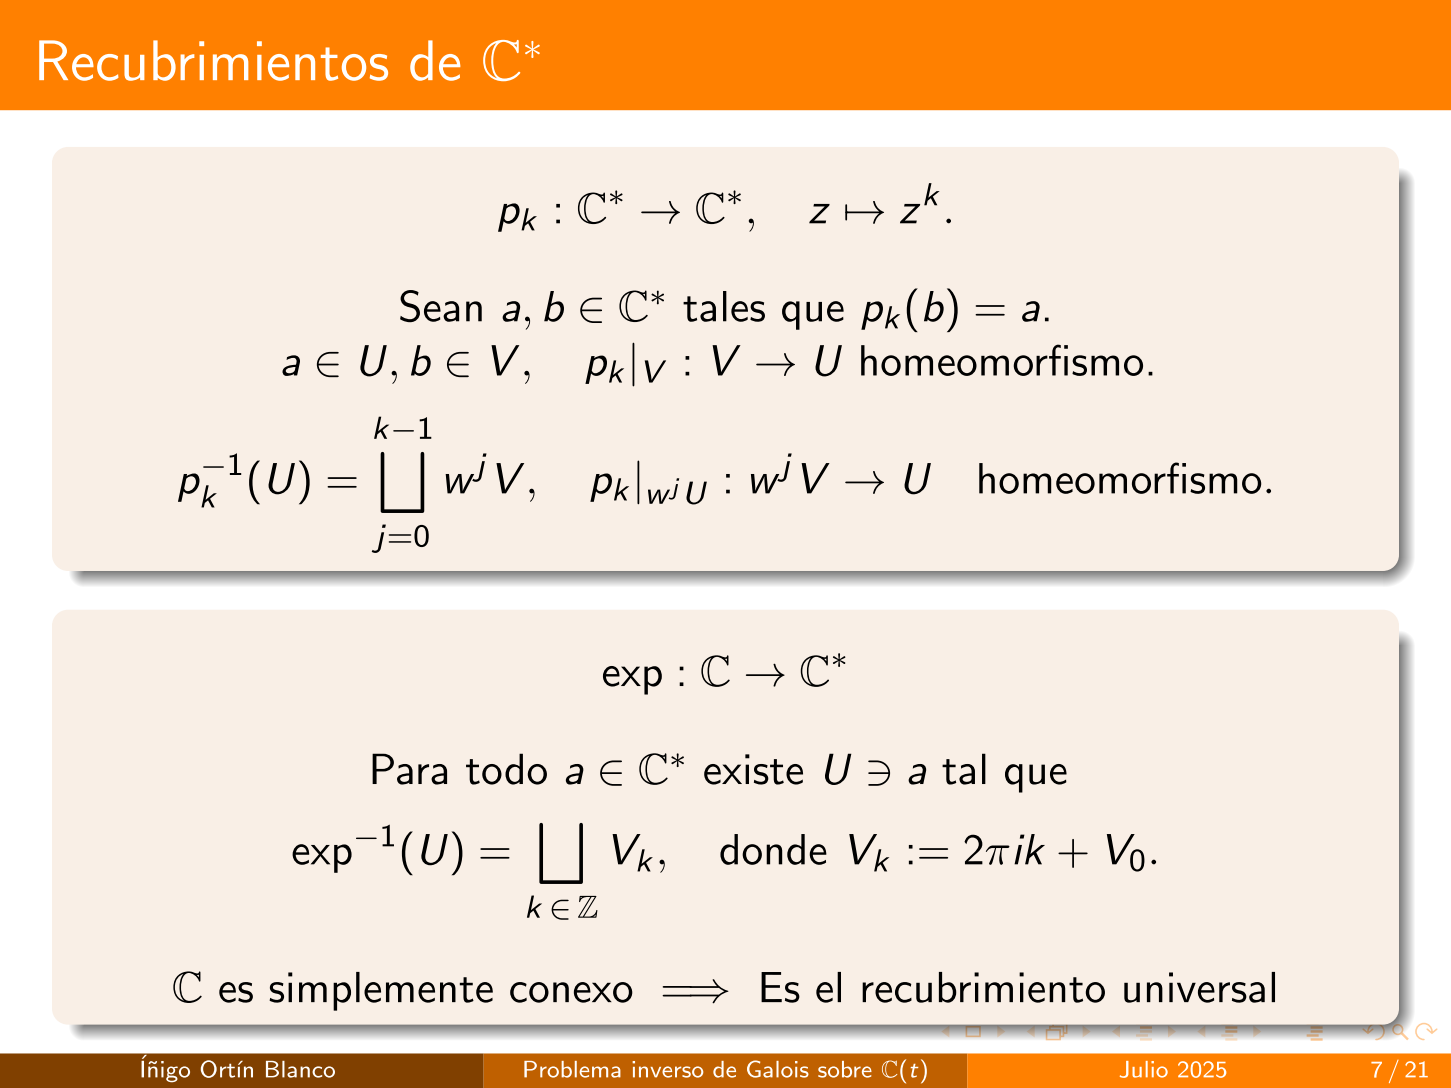 Recubrimientos de ℂ*
p_k : ℂ* → ℂ*, z ↦ z^k.
Sean a, b ∈ ℂ* tales que p_k(b) = a.
a ∈ U, b ∈ V, p_k|_V : V → U homeomorfismo.
p_k^{-1}(U) = ⨆_{j=0}^{k−1} w^j V, p_k|_{w^j U} : w^j V → U homeomorfismo.
exp : ℂ → ℂ*
Para todo a ∈ ℂ* existe U ∋ a tal que
exp^{-1}(U) = ⨆_{k∈ℤ} V_k, donde V_k := 2πik + V_0.
ℂ es simplemente conexo ⟹ Es el recubrimiento universal
Íñigo Ortín Blanco Problema inverso de Galois sobre ℂ(t) Julio 2025 7 / 21